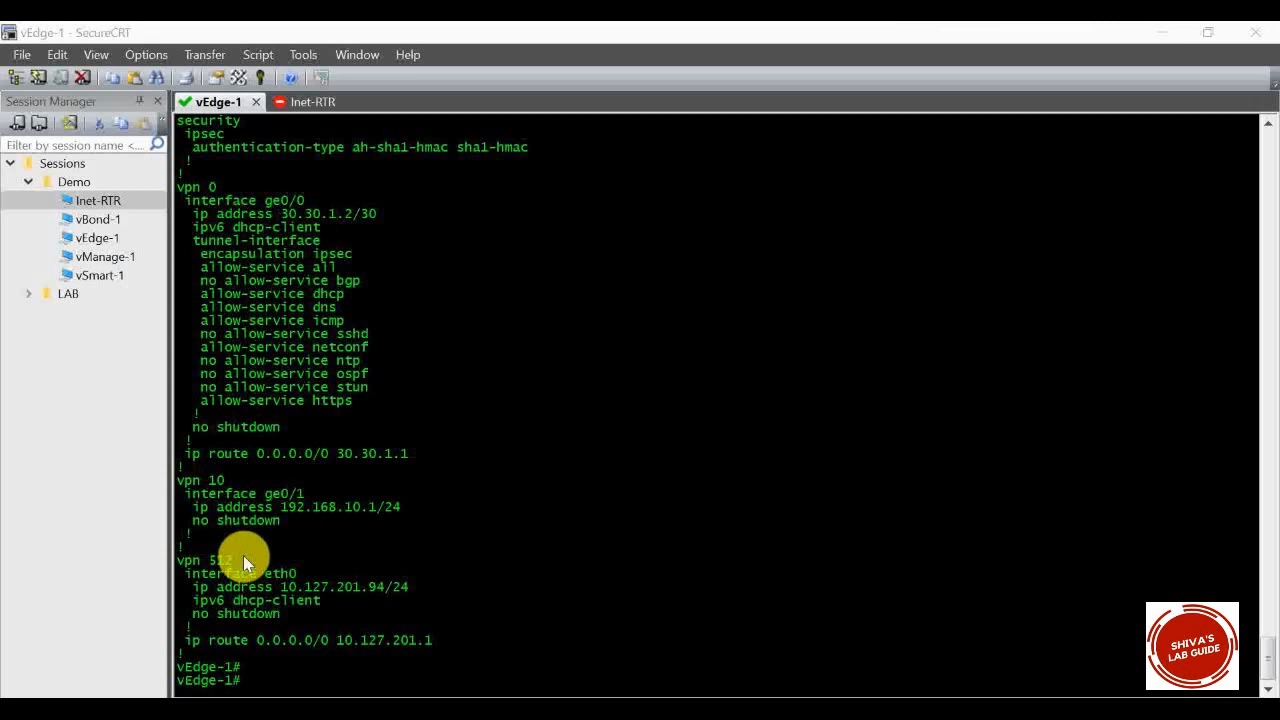 vEdge-1 - SecureCRT
File Edit View Options Transfer Script Tools Window Help
Session Manager
vEdge-1 Inet-RTR
Filter by session name <...
Sessions
Demo
Inet-RTR
vBond-1
vEdge-1
vManage-1
vSmart-1
LAB
security
ipsec
authentication-type ah-sha1-hmac sha1-hmac
!
!
vpn 0
interface ge0/0
ip address 30.30.1.2/30
ipv6 dhcp-client
tunnel-interface
encapsulation ipsec
allow-service all
no allow-service bgp
allow-service dhcp
allow-service dns
allow-service icmp
no allow-service sshd
allow-service netconf
no allow-service ntp
no allow-service ospf
no allow-service stun
allow-service https
!
no shutdown
!
ip route 0.0.0.0/0 30.30.1.1
!
vpn 10
interface ge0/1
ip address 192.168.10.1/24
no shutdown
!
!
vpn 512
interface eth0
ip address 10.127.201.94/24
ipv6 dhcp-client
no shutdown
!
ip route 0.0.0.0/0 10.127.201.1
!
vEdge-1#
vEdge-1#
SHIVA'S
LAB GUIDE